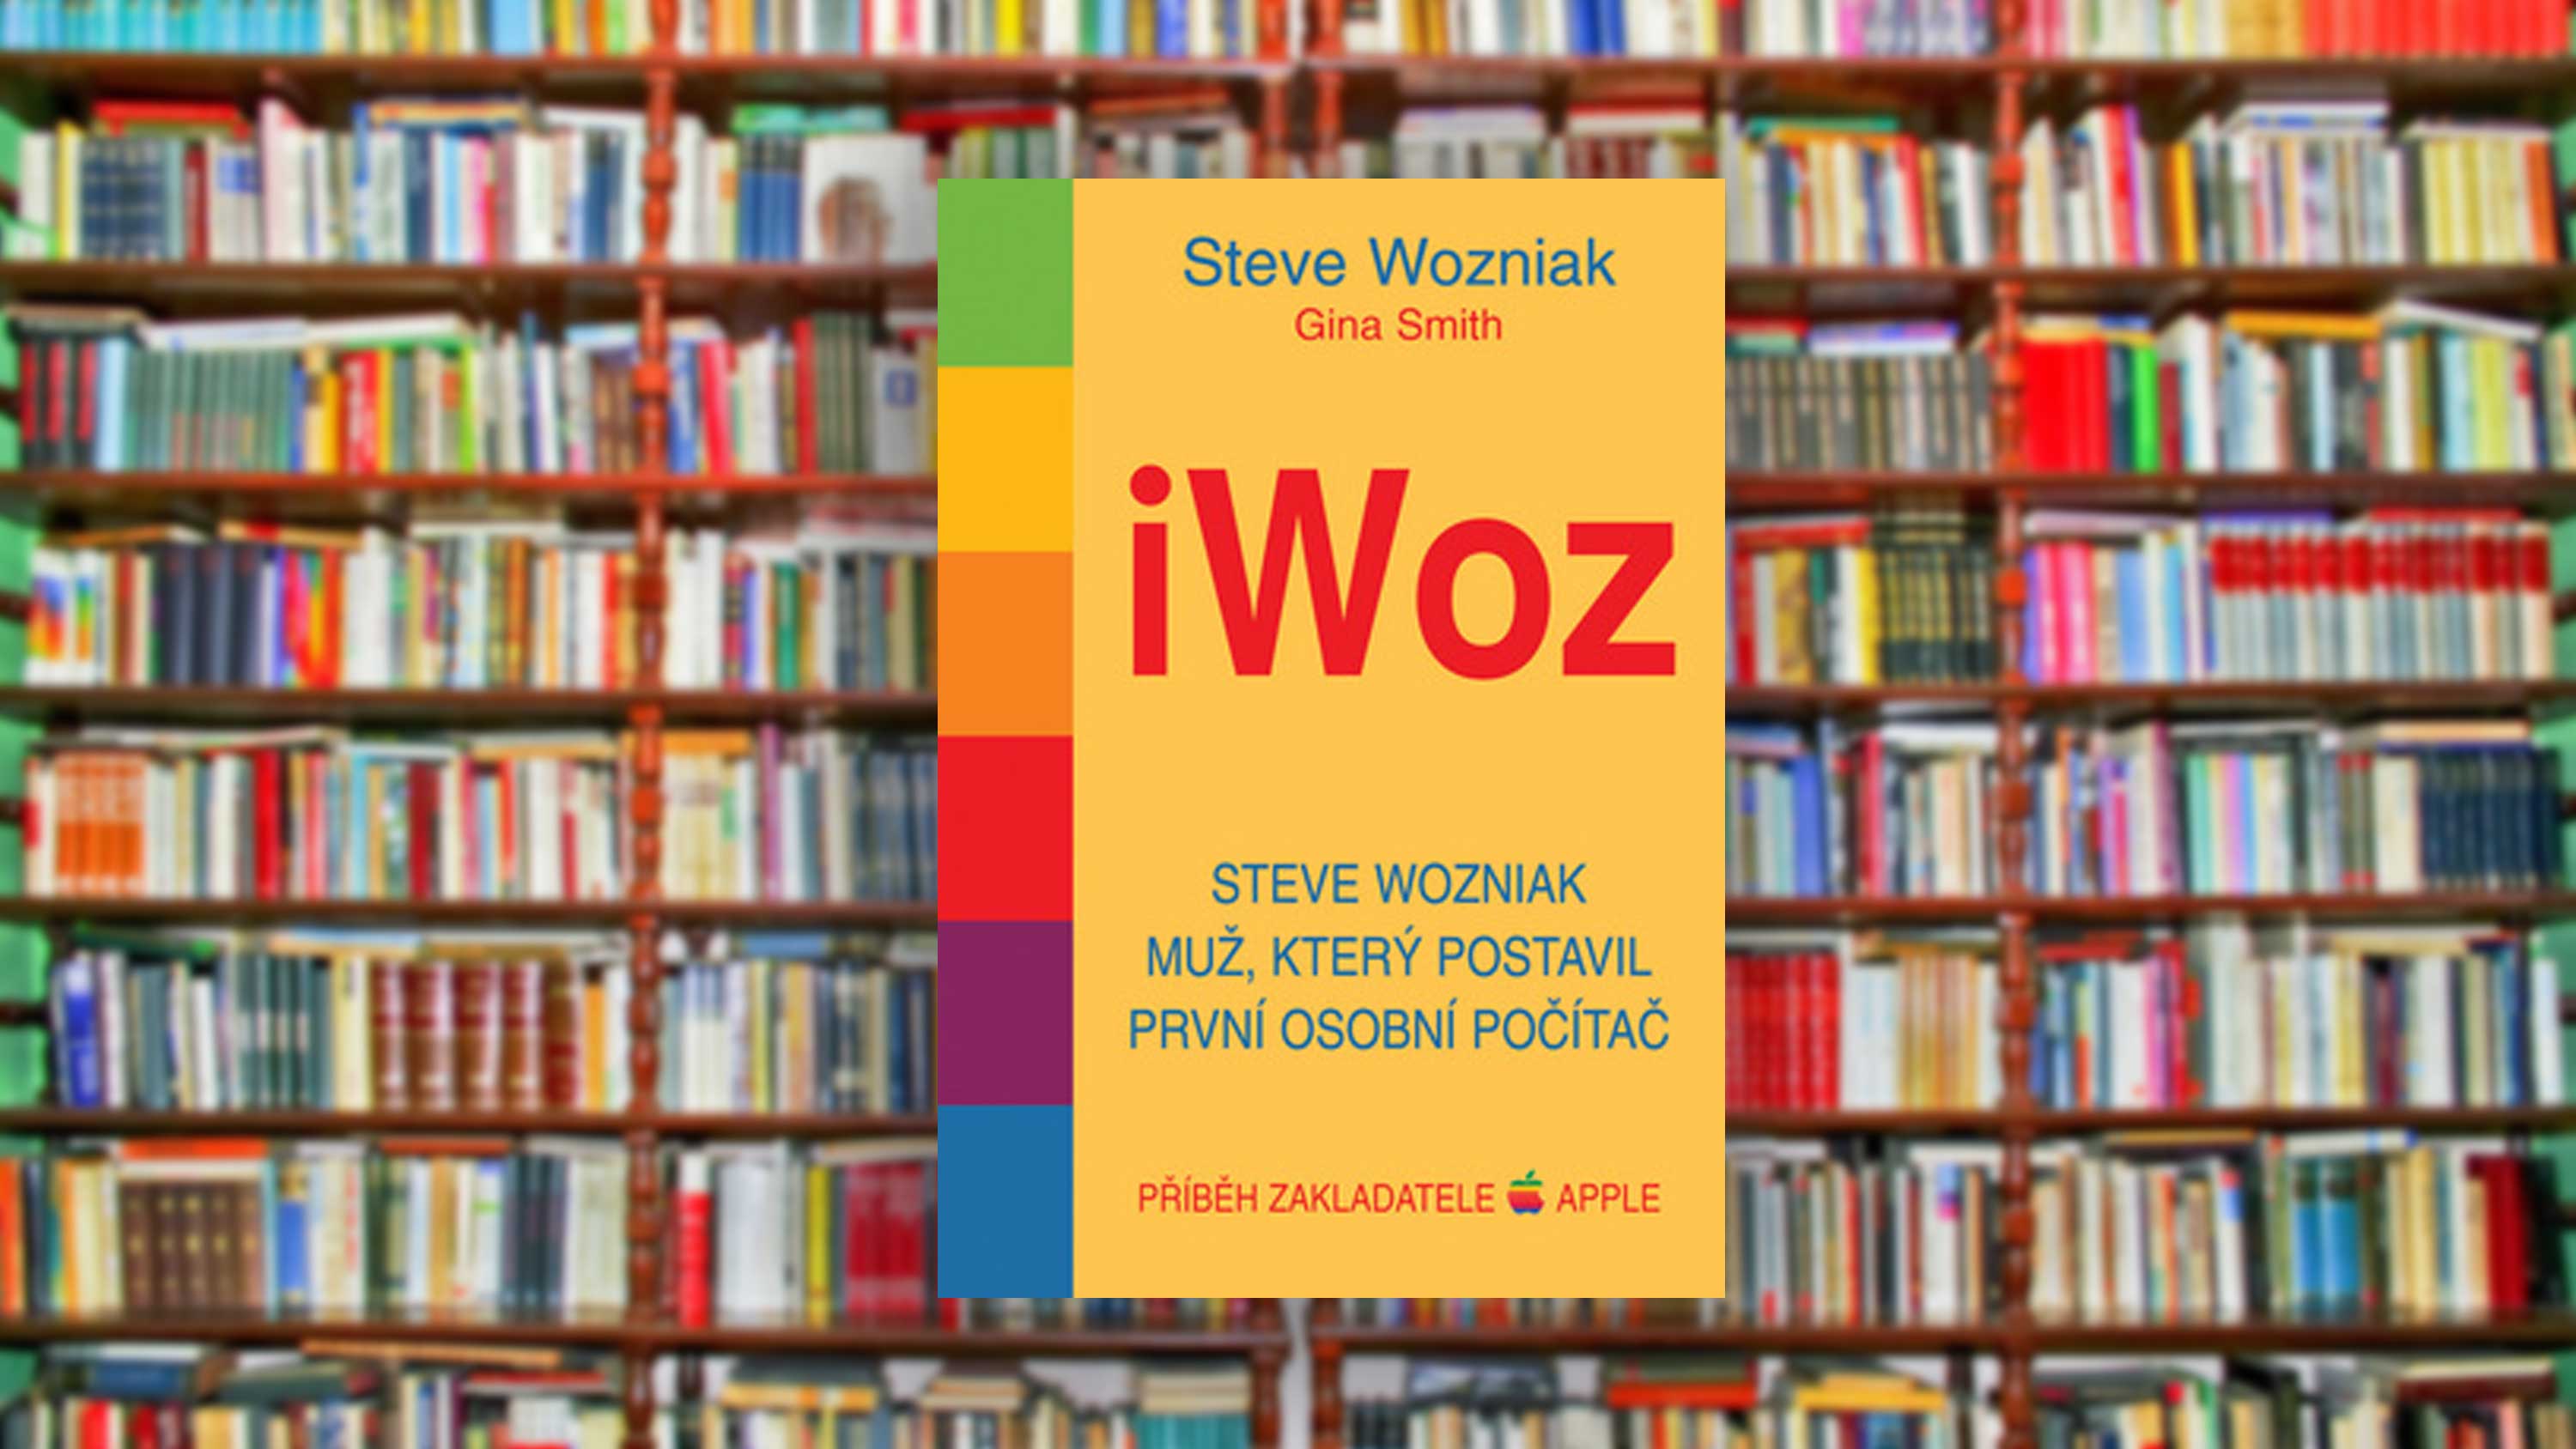 Steve Wozniak
Gina Smith
iWoz
STEVE WOZNIAK
MUŽ, KTERÝ POSTAVIL
PRVNÍ OSOBNÍ POČÍTAČ
PŘÍBĚH ZAKLADATELE APPLE